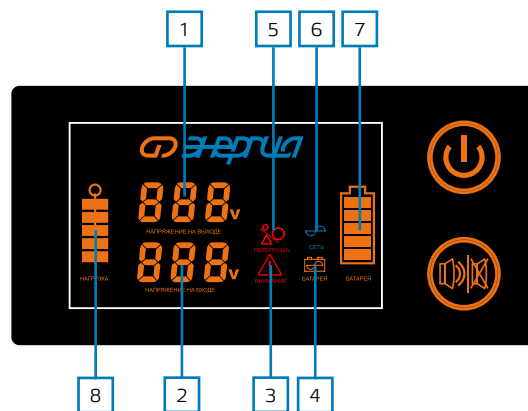 1
5
6
7
энергия
888v
НАПРЯЖЕНИЕ НА ВЫХОДЕ
ПЕРЕГРУЗКА
СЕТЬ
888v
НАПРЯЖЕНИЕ НА ВХОДЕ
НАГРУЗКА
ВНИМАНИЕ
БАТАРЕЯ
БАТАРЕЯ
8
2
3
4